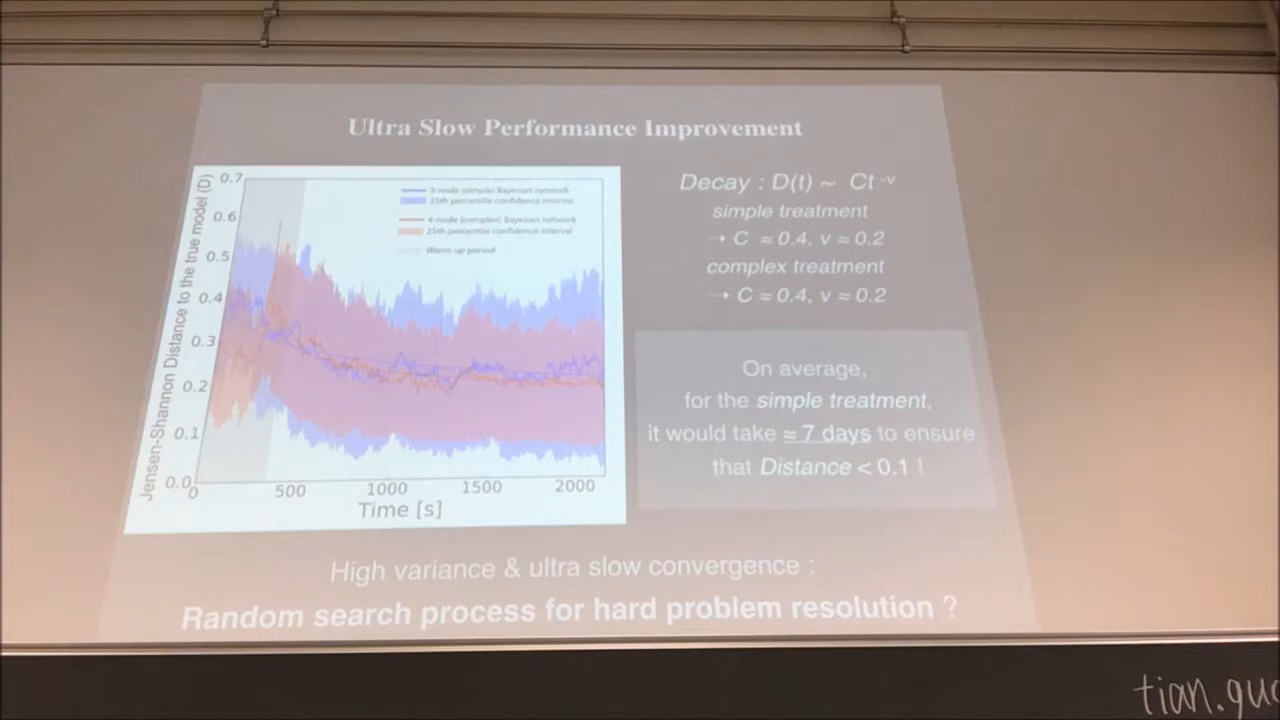 Ultra Slow Performance Improvement
Jensen-Shannon Distance to the true model (D)
0.7
0.6
0.5
0.4
0.3
0.2
0.1
0.0
3-node (simple) Bayesian network
25th percentile confidence interval
4-node (complex) Bayesian network
25th percentile confidence interval
Warm-up period
0
500
1000
1500
2000
Time [s]
Decay : D(t) ~ Ct -v
simple treatment
→ C ≈ 0.4, v ≈ 0.2
complex treatment
→ C ≈ 0.4, v ≈ 0.2
On average,
for the simple treatment,
it would take ≈ 7 days to ensure
that Distance < 0.1 !
High variance & ultra slow convergence :
Random search process for hard problem resolution ?